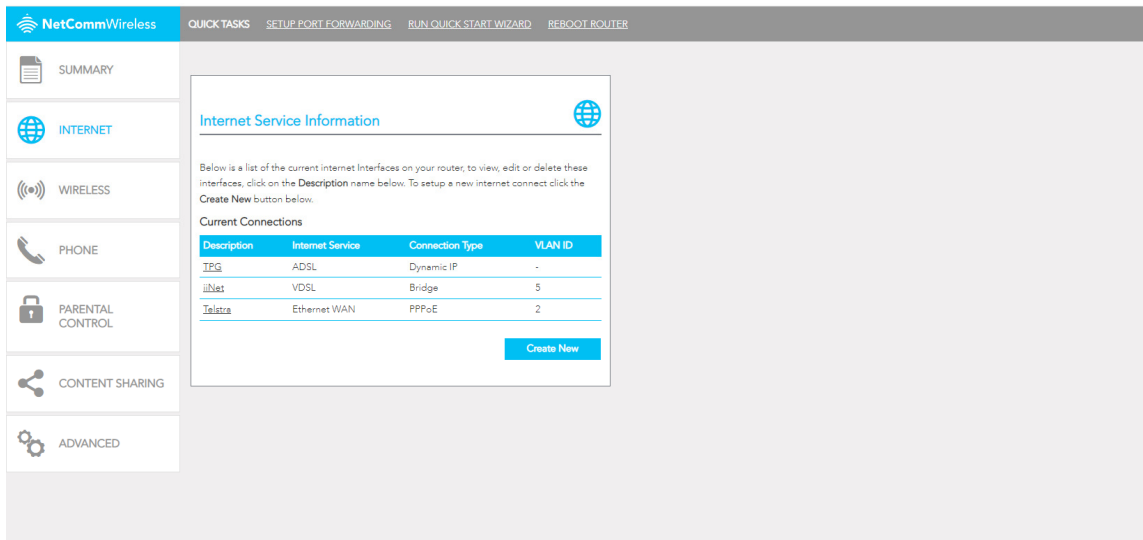 NetCommWireless QUICK TASKS SETUP PORT FORWARDING RUN QUICK START WIZARD REBOOT ROUTER
SUMMARY
INTERNET
WIRELESS
PHONE
PARENTAL
CONTROL
CONTENT SHARING
ADVANCED
Internet Service Information
Below is a list of the current internet Interfaces on your router, to view, edit or delete these
interfaces, click on the Description name below. To setup a new internet connect click the
Create New button below.
Current Connections
Description Internet Service Connection Type VLAN ID
TPG ADSL Dynamic IP -
iiNet VDSL Bridge 5
Telstra Ethernet WAN PPPoE 2
Create New